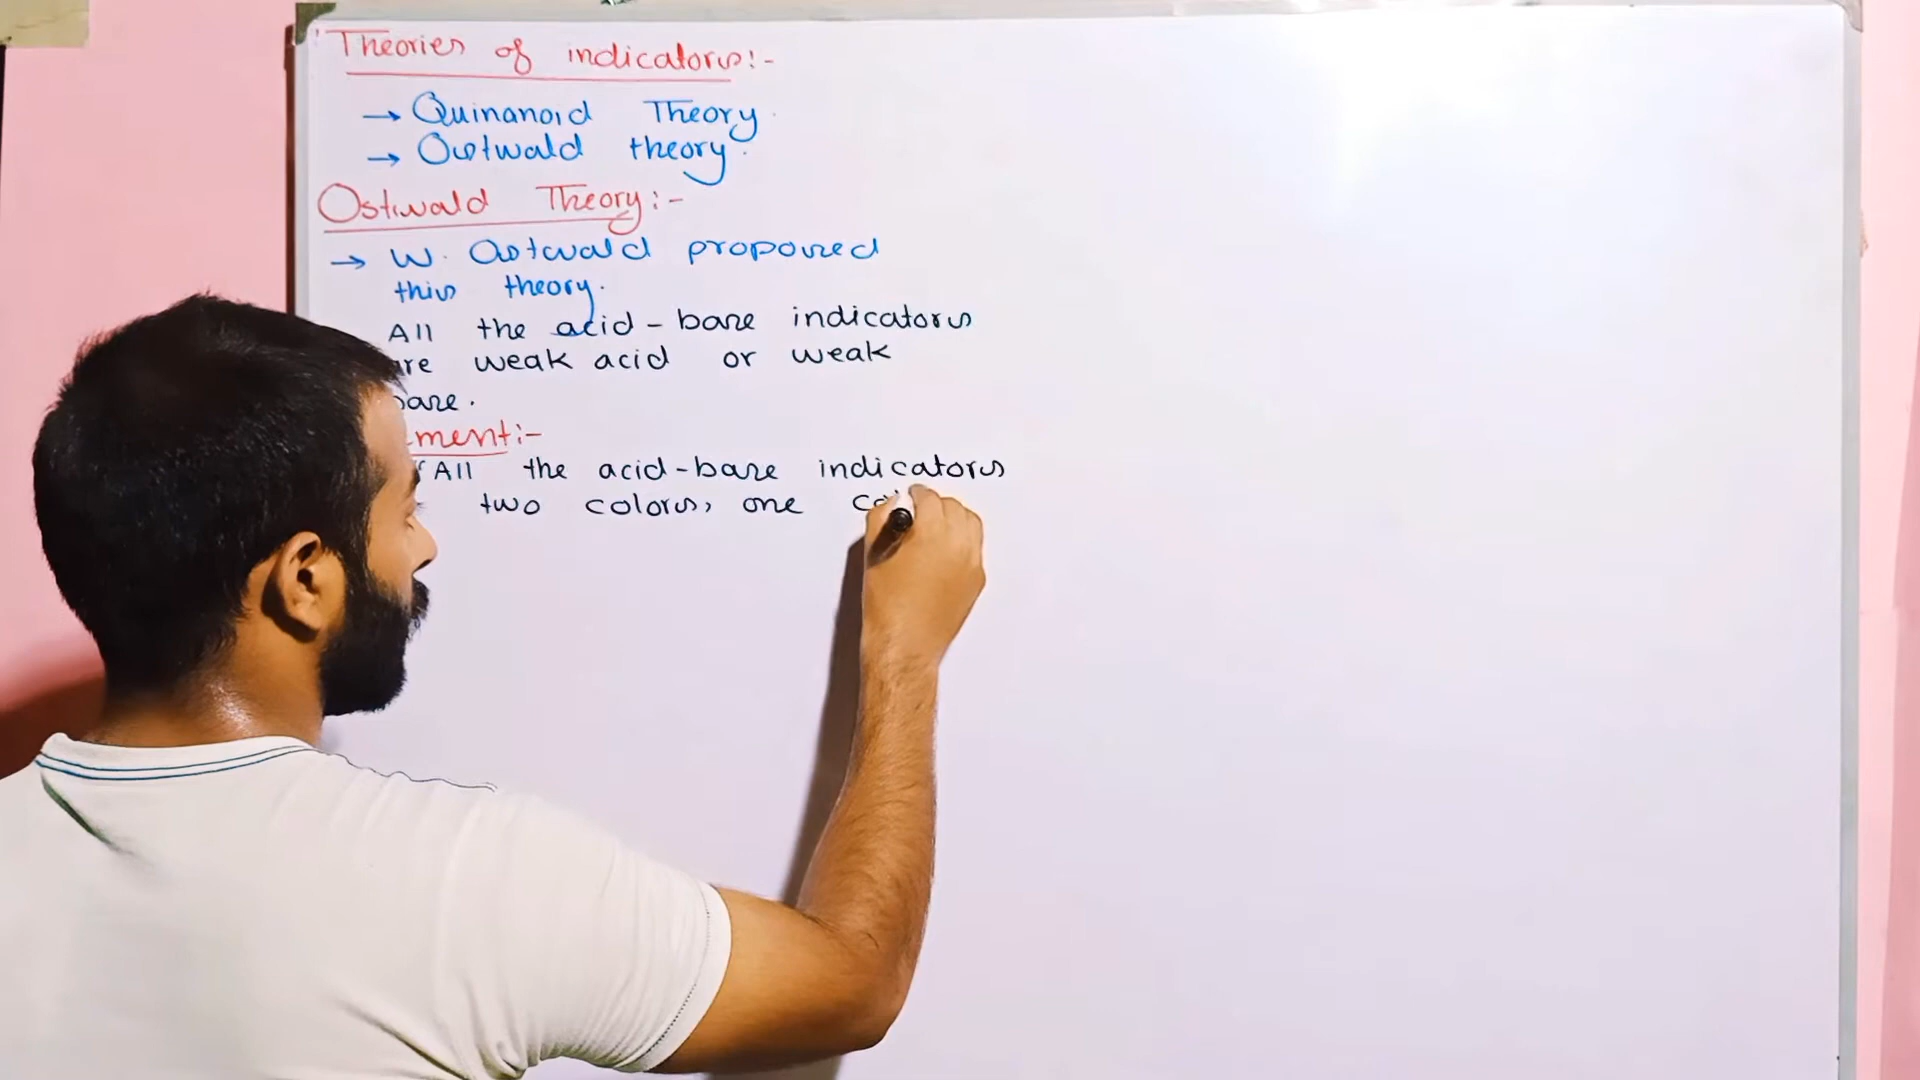 Theories of indicators:-
→ Quinanoid Theory
→ Ostwald theory.
Ostwald Theory:-
→ W. Ostwald proposed
this theory.
All the acid-base indicators
weak acid or weak
:-
All the acid-base indicators
two colors, one